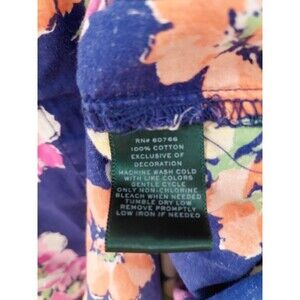 RN# 60766
100% COTTON
EXCLUSIVE OF
DECORATION
MACHINE WASH COLD
WITH LIKE COLORS
GENTLE CYCLE
ONLY NON-CHLORINE
BLEACH WHEN NEEDED
TUMBLE DRY LOW
REMOVE PROMPTLY
LOW IRON IF NEEDED